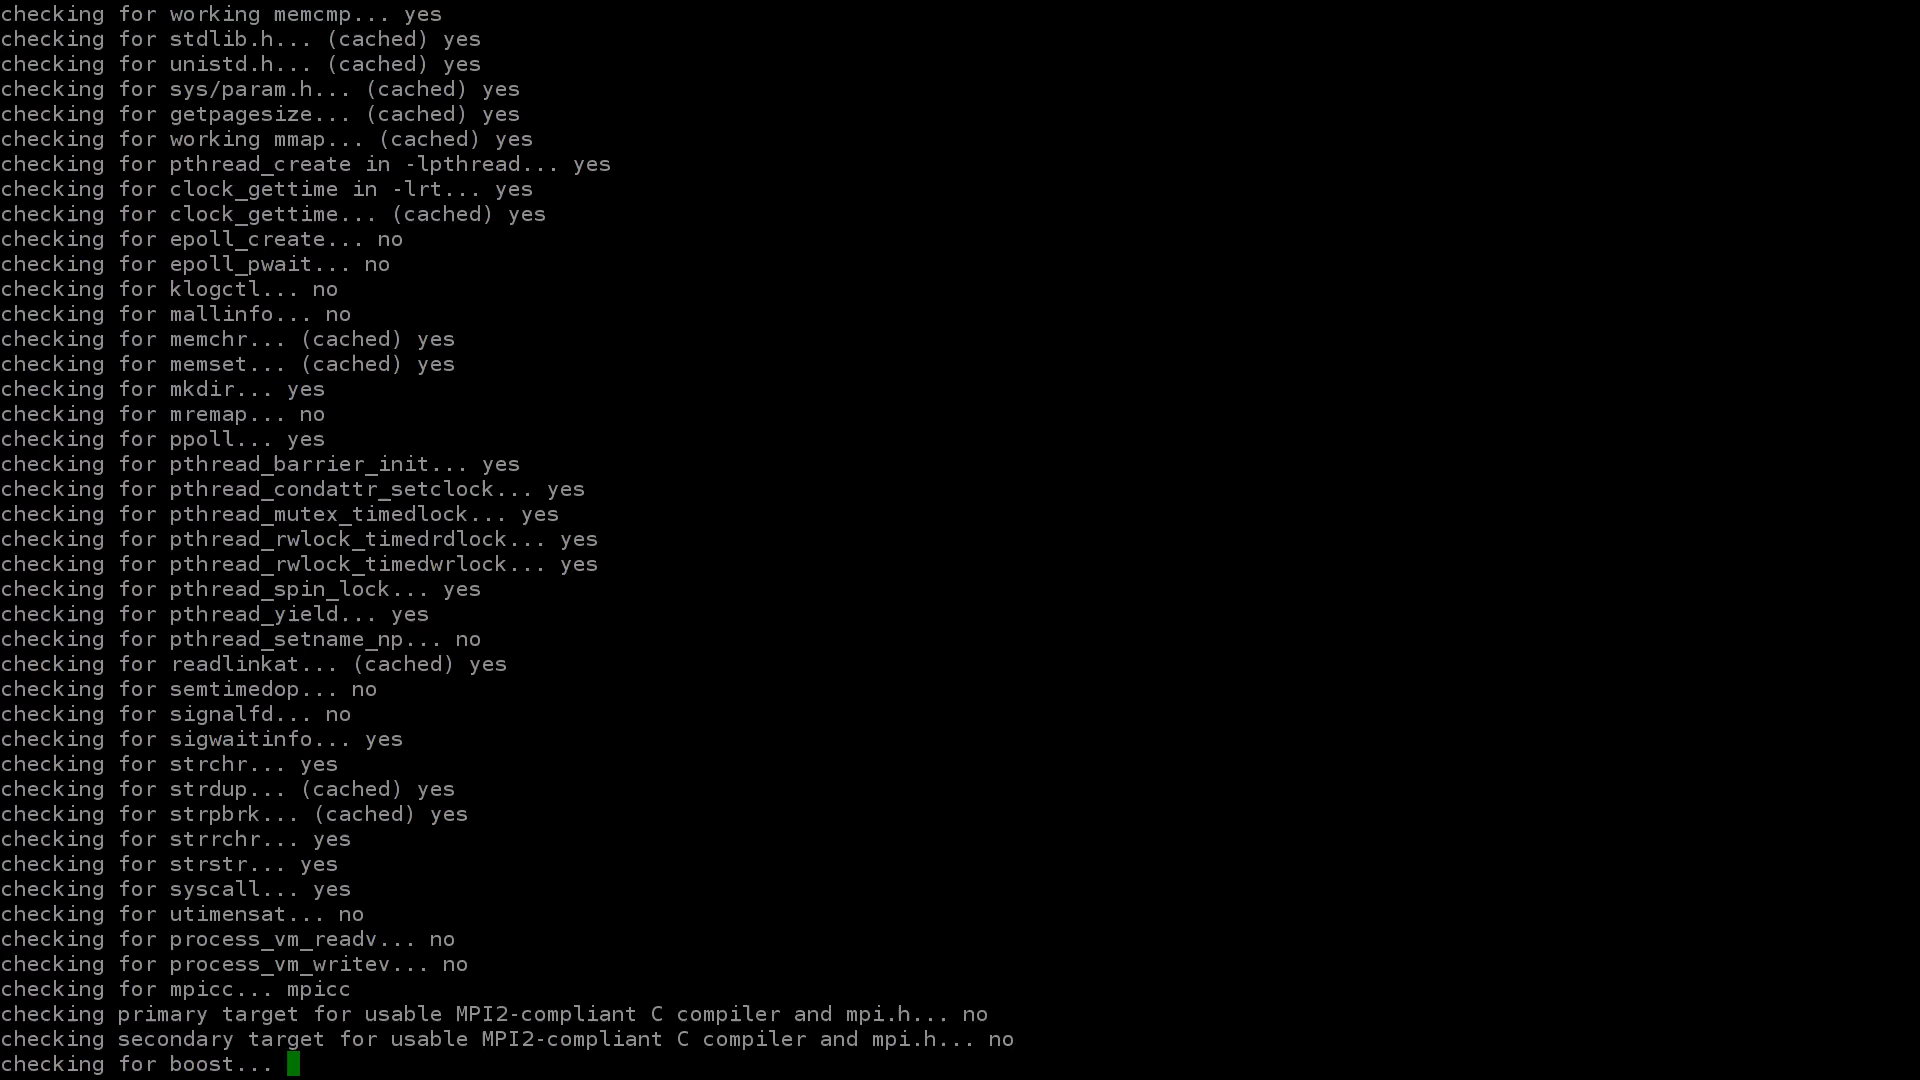 checking for working memcmp... yes
checking for stdlib.h... (cached) yes
checking for unistd.h... (cached) yes
checking for sys/param.h... (cached) yes
checking for getpagesize... (cached) yes
checking for working mmap... (cached) yes
checking for pthread_create in -lpthread... yes
checking for clock_gettime in -lrt... yes
checking for clock_gettime... (cached) yes
checking for epoll_create... no
checking for epoll_pwait... no
checking for klogctl... no
checking for mallinfo... no
checking for memchr... (cached) yes
checking for memset... (cached) yes
checking for mkdir... yes
checking for mremap... no
checking for ppoll... yes
checking for pthread_barrier_init... yes
checking for pthread_condattr_setclock... yes
checking for pthread_mutex_timedlock... yes
checking for pthread_rwlock_timedrdlock... yes
checking for pthread_rwlock_timedwrlock... yes
checking for pthread_spin_lock... yes
checking for pthread_yield... yes
checking for pthread_setname_np... no
checking for readlinkat... (cached) yes
checking for semtimedop... no
checking for signalfd... no
checking for sigwaitinfo... yes
checking for strchr... yes
checking for strdup... (cached) yes
checking for strpbrk... (cached) yes
checking for strrchr... yes
checking for strstr... yes
checking for syscall... yes
checking for utimensat... no
checking for process_vm_readv... no
checking for process_vm_writev... no
checking for mpicc... mpicc
checking primary target for usable MPI2-compliant C compiler and mpi.h... no
checking secondary target for usable MPI2-compliant C compiler and mpi.h... no
checking for boost...